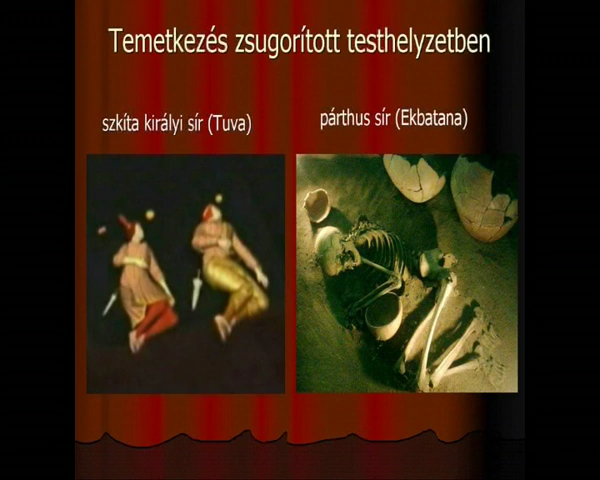 Temetkezés zsugorított testhelyzetben
szkíta királyi sír (Tuva)
párthus sír (Ekbatana)